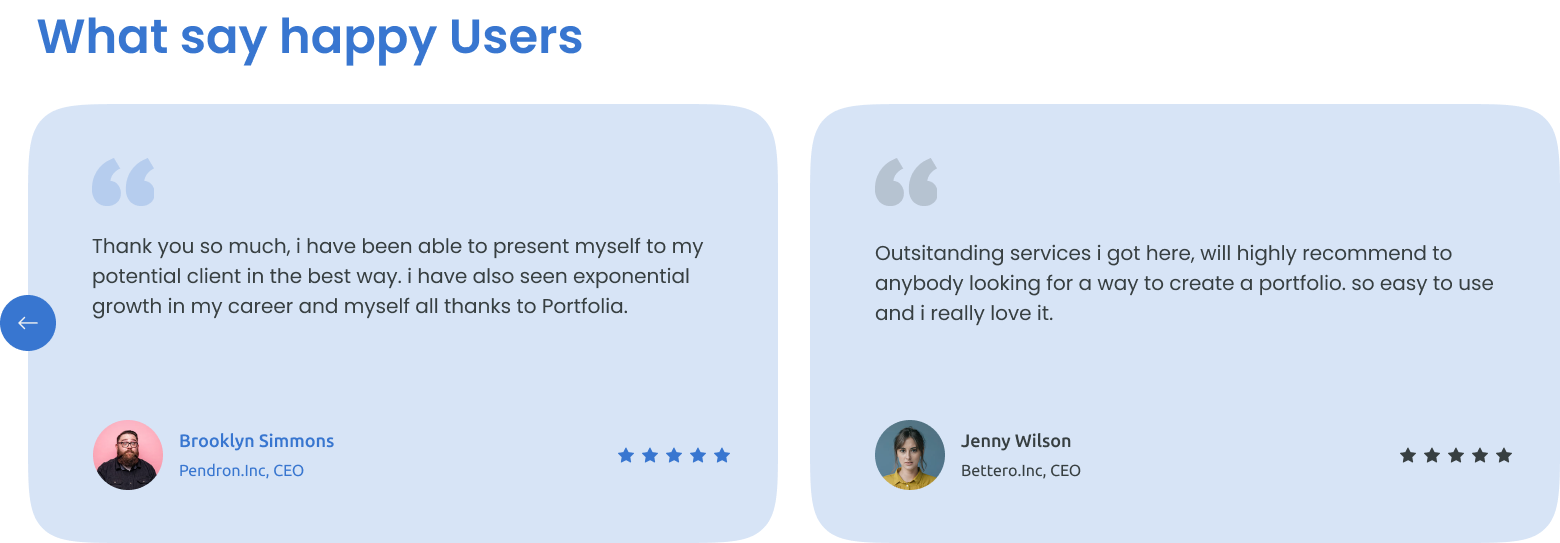 What say happy Users
“
Thank you so much, i have been able to present myself to my
potential client in the best way. i have also seen exponential
growth in my career and myself all thanks to Portfolia.
Brooklyn Simmons
Pendron.Inc, CEO
“
Outsitanding services i got here, will highly recommend to
anybody looking for a way to create a portfolio. so easy to use
and i really love it.
Jenny Wilson
Bettero.Inc, CEO